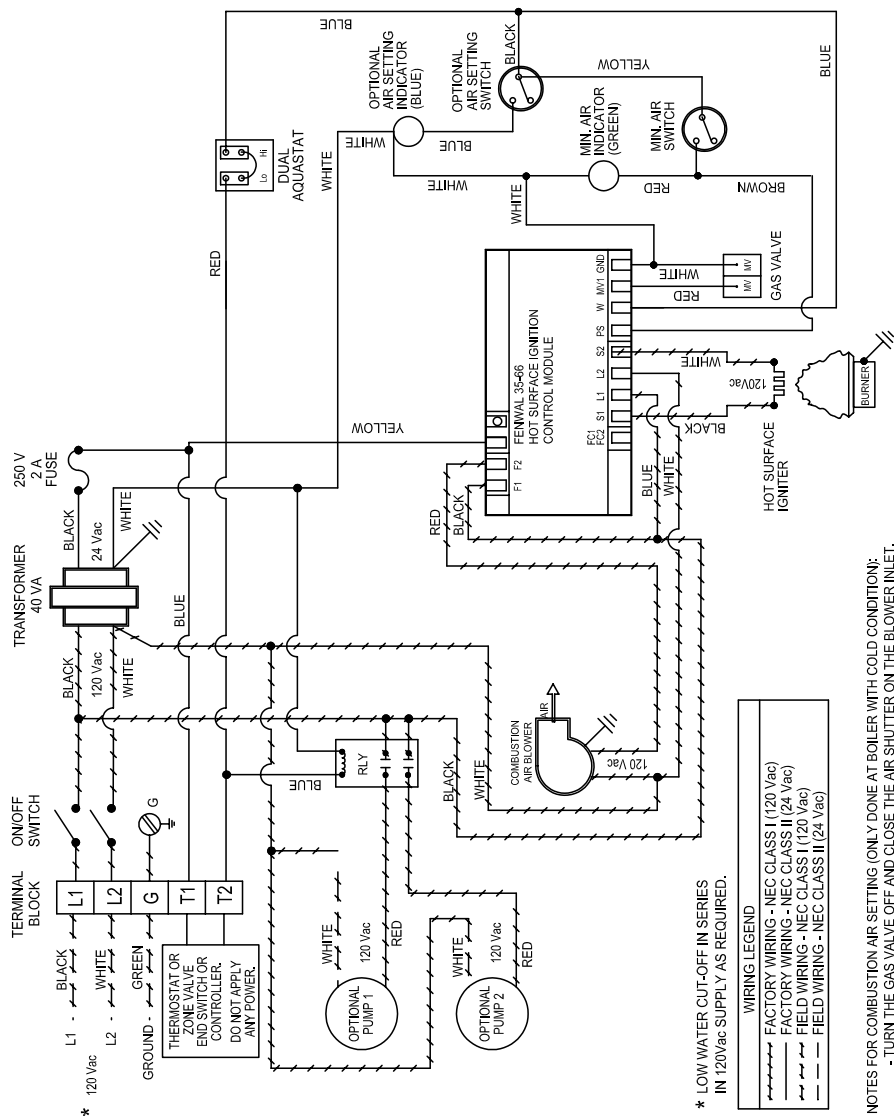 TERMINAL
BLOCK
ON/OFF
SWITCH
TRANSFORMER
40 VA
250 V
2 A
FUSE
L1 -
BLACK
L1
* 120 Vac
L2 -
WHITE
L2
GROUND -
GREEN
G
G
T1
T2
THERMOSTAT OR
ZONE VALVE
END SWITCH OR
CONTROLLER.
DO NOT APPLY
ANY POWER.
BLACK
120 Vac
WHITE
BLACK
24 Vac
WHITE
BLUE
RED
YELLOW
DUAL
AQUASTAT
Lo
Hi
WHITE
BLUE
OPTIONAL
AIR SETTING
INDICATOR
(BLUE)
WHITE
BLUE
OPTIONAL
AIR SETTING
SWITCH
BLACK
YELLOW
WHITE
WHITE
MIN. AIR
INDICATOR
(GREEN)
RED
MIN. AIR
SWITCH
BROWN
BLUE
BLUE
RLY
WHITE
120 Vac
RED
OPTIONAL
PUMP 1
WHITE
120 Vac
RED
OPTIONAL
PUMP 2
BLACK
WHITE
COMBUSTION
AIR BLOWER
AIR
120 Vac
RED
BLACK
F1
F2
FENWAL 35-66
HOT SURFACE IGNITION
CONTROL MODULE
FC1
FC2
S1
L1
L2
S2
PS
W
MV1
GND
BLUE
WHITE
BLACK
WHITE
120Vac
RED
WHITE
MV
MV
GAS VALVE
HOT SURFACE
IGNITER
BURNER
* LOW WATER CUT-OFF IN SERIES
IN 120Vac SUPPLY AS REQUIRED.
WIRING LEGEND
FACTORY WIRING - NEC CLASS I (120 Vac)
FACTORY WIRING - NEC CLASS II (24 Vac)
FIELD WIRING - NEC CLASS I (120 Vac)
FIELD WIRING - NEC CLASS II (24 Vac)
NOTES FOR COMBUSTION AIR SETTING (ONLY DONE AT BOILER WITH COLD CONDITION):
- TURN THE GAS VALVE OFF AND CLOSE THE AIR SHUTTER ON THE BLOWER INLET.